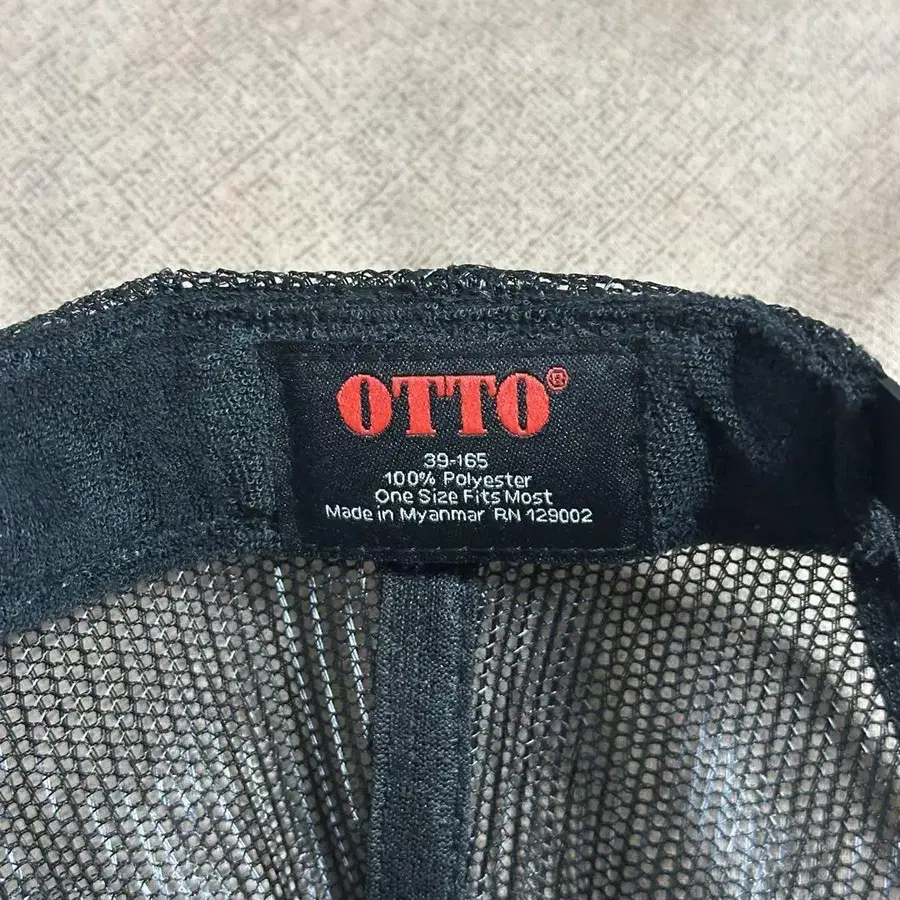 OTTO®
39-165
100% Polyester
One Size Fits Most
Made in Myanmar RN 129002